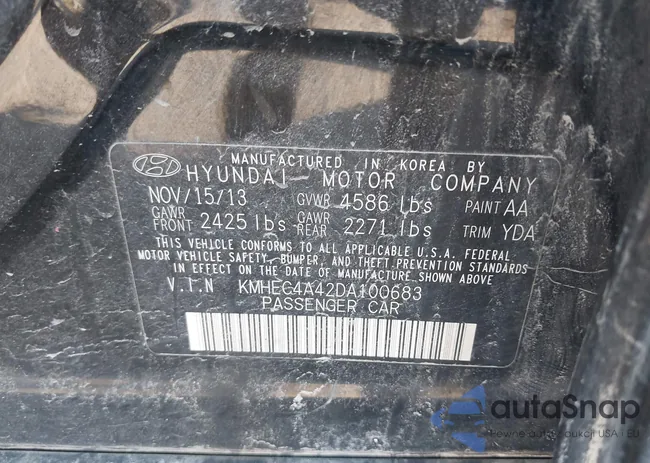 MANUFACTURED IN KOREA BY
HYUNDAI MOTOR COMPANY
NOV/15/13 GVWR 4586 lbs PAINT AA
GAWR FRONT 2425 lbs GAWR REAR 2271 lbs TRIM YDA
THIS VEHICLE CONFORMS TO ALL APPLICABLE U.S.A. FEDERAL
MOTOR VEHICLE SAFETY, BUMPER, AND THEFT PREVENTION STANDARDS
IN EFFECT ON THE DATE OF MANUFACTURE SHOWN ABOVE
V.I.N KMHEC4A42DA100683
PASSENGER CAR
autaSnap